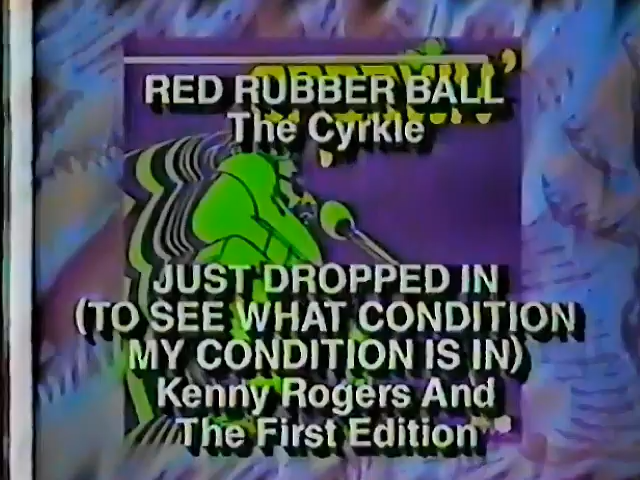 RED RUBBER BALL
The Cyrkle
JUST DROPPED IN
(TO SEE WHAT CONDITION
MY CONDITION IS IN)
Kenny Rogers And
The First Edition